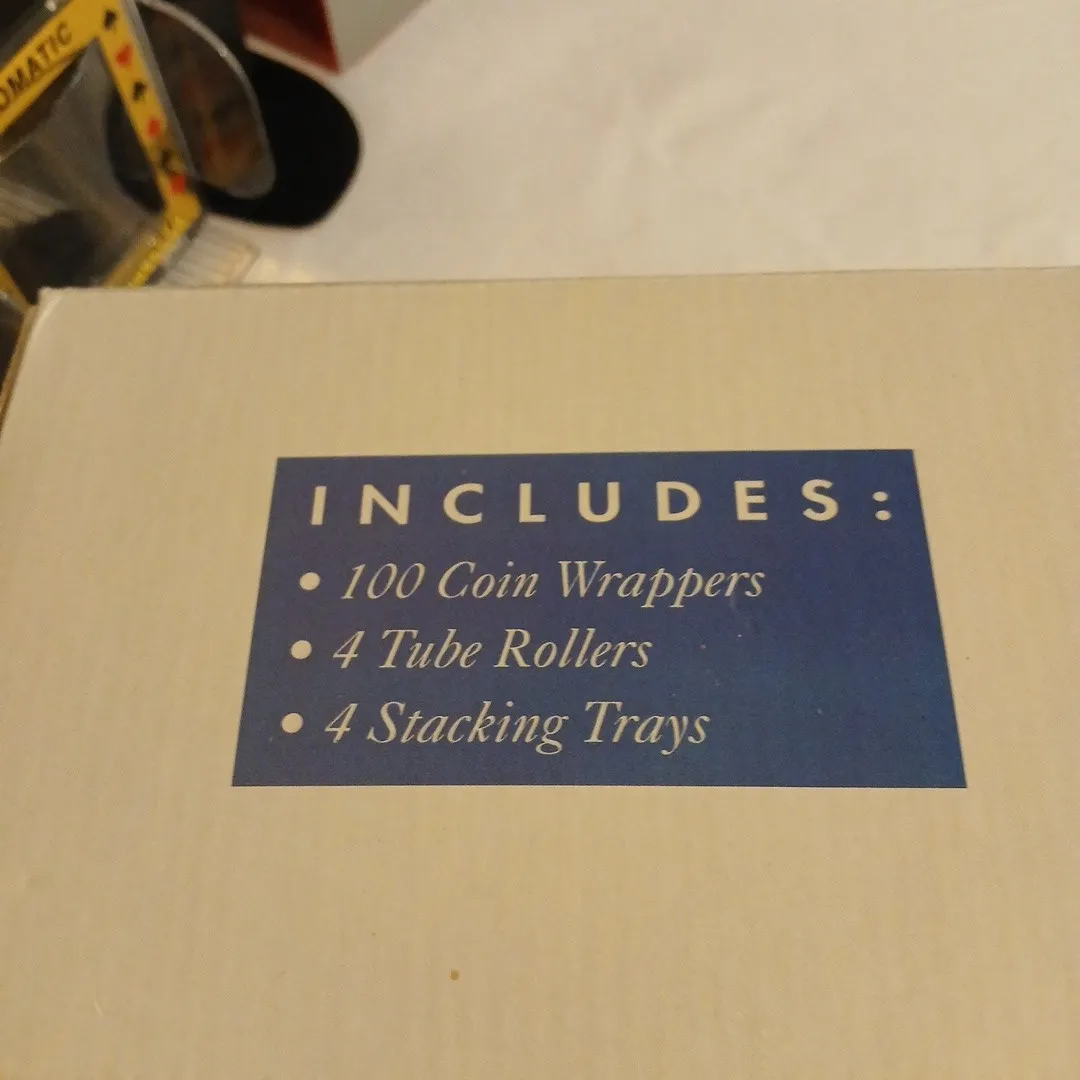 OMATIC
INCLUDES:
• 100 Coin Wrappers
• 4 Tube Rollers
• 4 Stacking Trays